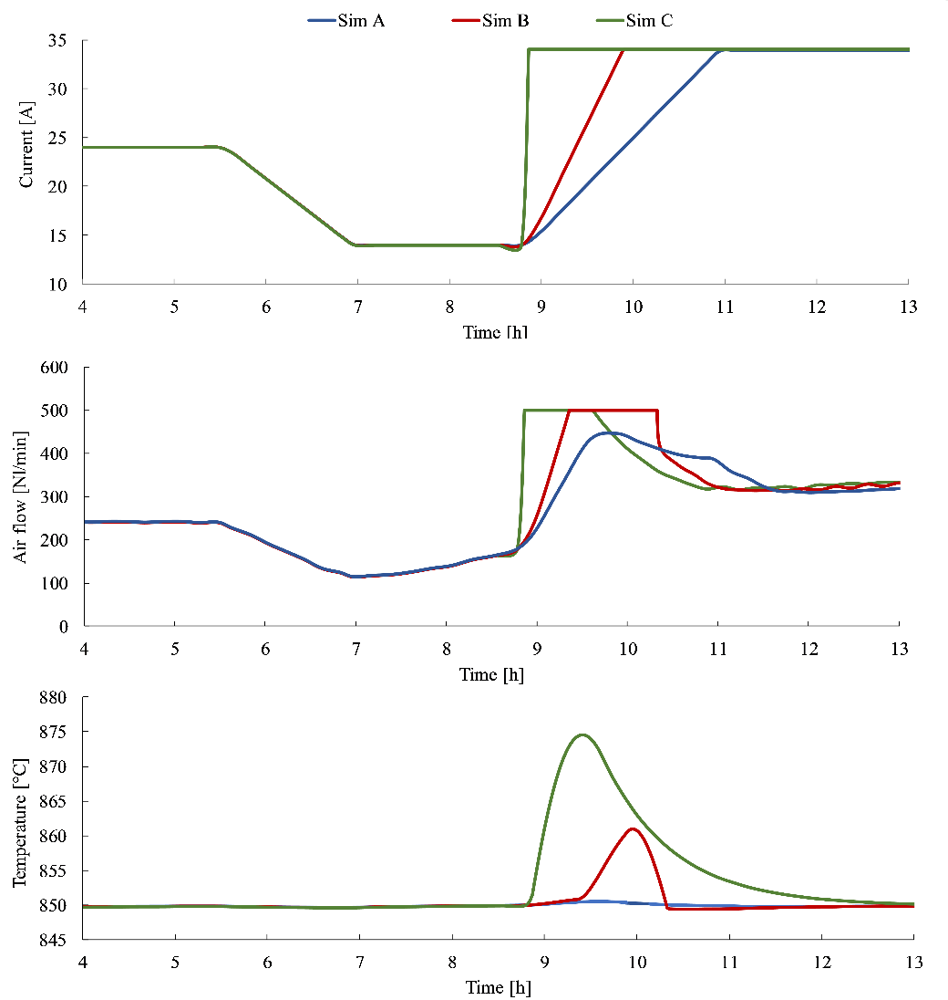 Sim A Sim B Sim C
35
30
25
20
15
10
Current [A]
4 5 6 7 8 9 10 11 12 13
Time [h]
600
500
400
300
200
100
0
Air flow [Nl/min]
4 5 6 7 8 9 10 11 12 13
Time [h]
880
875
870
865
860
855
850
845
Temperature [°C]
4 5 6 7 8 9 10 11 12 13
Time [h]